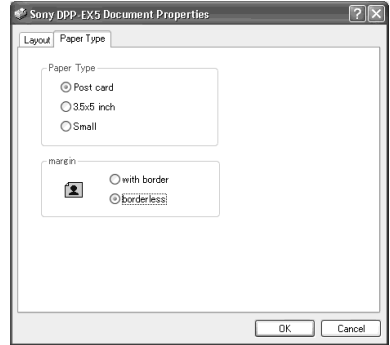 Sony DPP-EX5 Document Properties
Layout Paper Type
Paper Type
Post card
3.5x5 inch
Small
margin
with border
borderless
OK Cancel